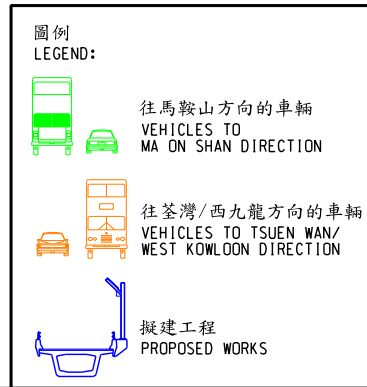 圖例
LEGEND:
往馬鞍山方向的車輛
VEHICLES TO
MA ON SHAN DIRECTION
往荃灣/西九龍方向的車輛
VEHICLES TO TSUEN WAN/
WEST KOWLOON DIRECTION
擬建工程
PROPOSED WORKS